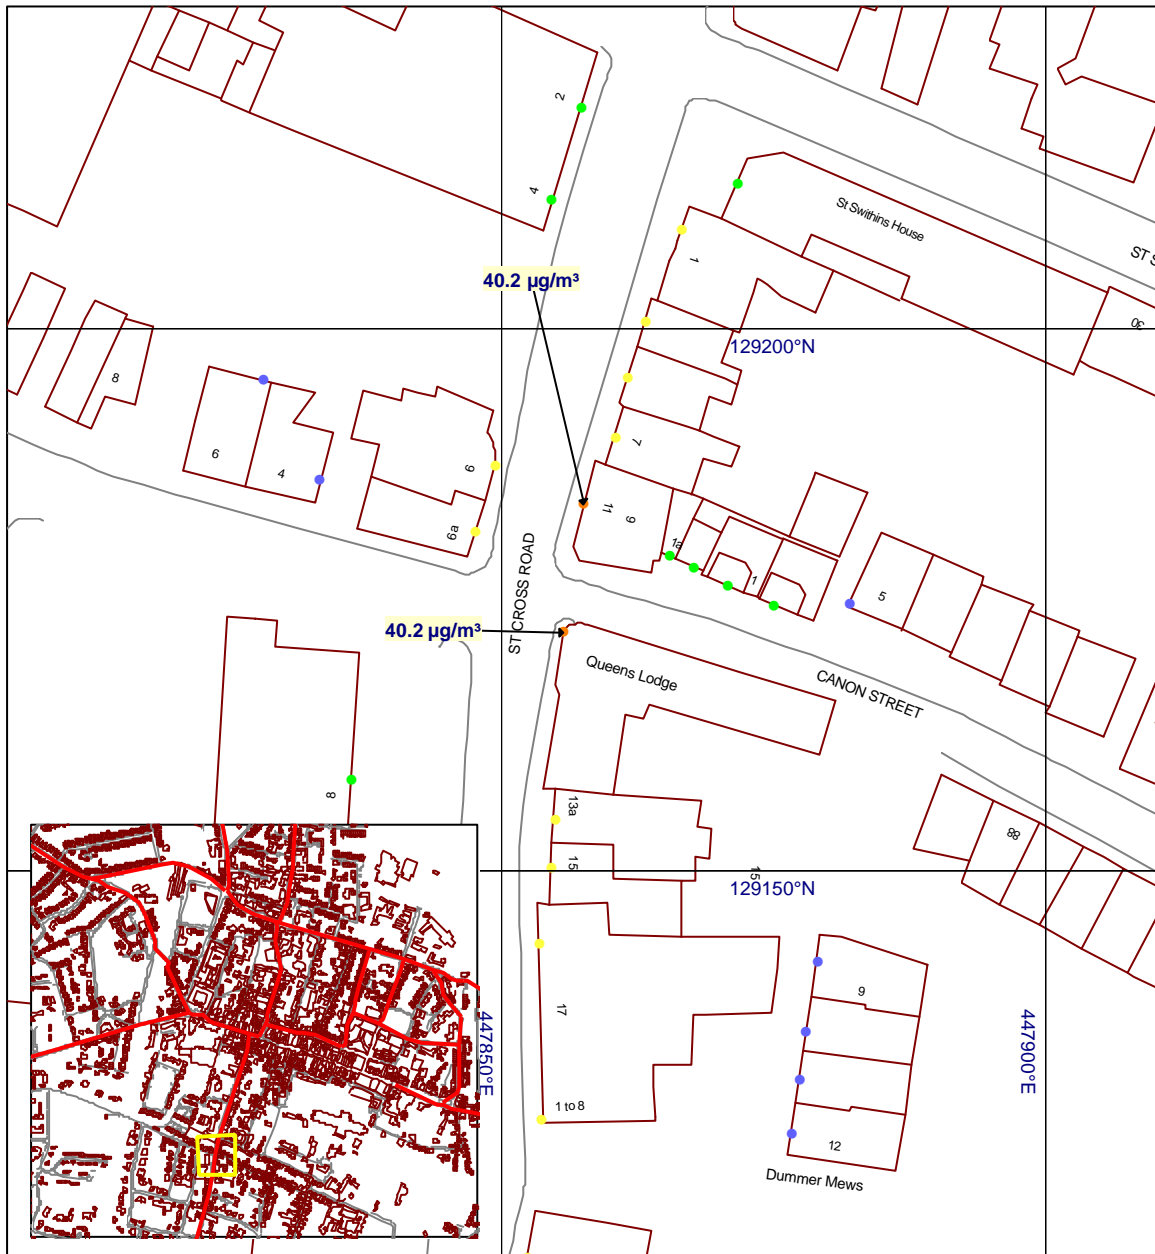 2
4
St Swithins House
ST S
1
40.2 µg/m³
30
129200°N
8
7
6
4
9
11
9
6a
1a
1
5
ST CROSS ROAD
40.2 µg/m³
Queens Lodge
CANON STREET
8
13a
88
15
15
129150°N
9
17
447850°E
447900°E
1 to 8
12
Dummer Mews